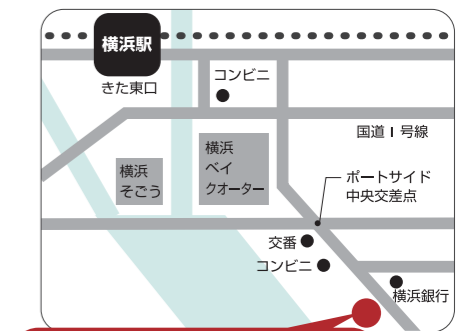 横浜駅
きた東口
コンビニ
国道1号線
横浜
ベイ
クオーター
横浜
そごう
ポートサイド
中央交差点
交番
コンビニ
横浜銀行